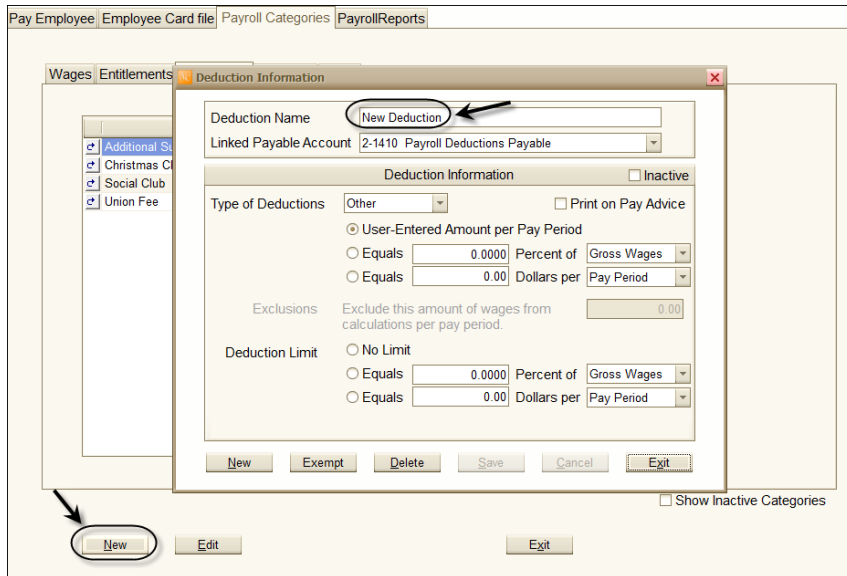 Pay Employee Employee Card file Payroll Categories PayrollReports
Wages Entitlements
Deduction Information
Deduction Name New Deduction
Linked Payable Account 2-1410 Payroll Deductions Payable
Additional Su
Christmas Cl
Social Club
Union Fee
Deduction Information Inactive
Type of Deductions Other Print on Pay Advice
User-Entered Amount per Pay Period
Equals 0.0000 Percent of Gross Wages
Equals 0.00 Dollars per Pay Period
Exclusions Exclude this amount of wages from 0.00
calculations per pay period.
Deduction Limit No Limit
Equals 0.0000 Percent of Gross Wages
Equals 0.00 Dollars per Pay Period
New Exempt Delete Save Cancel Exit
Show Inactive Categories
New Edit Exit